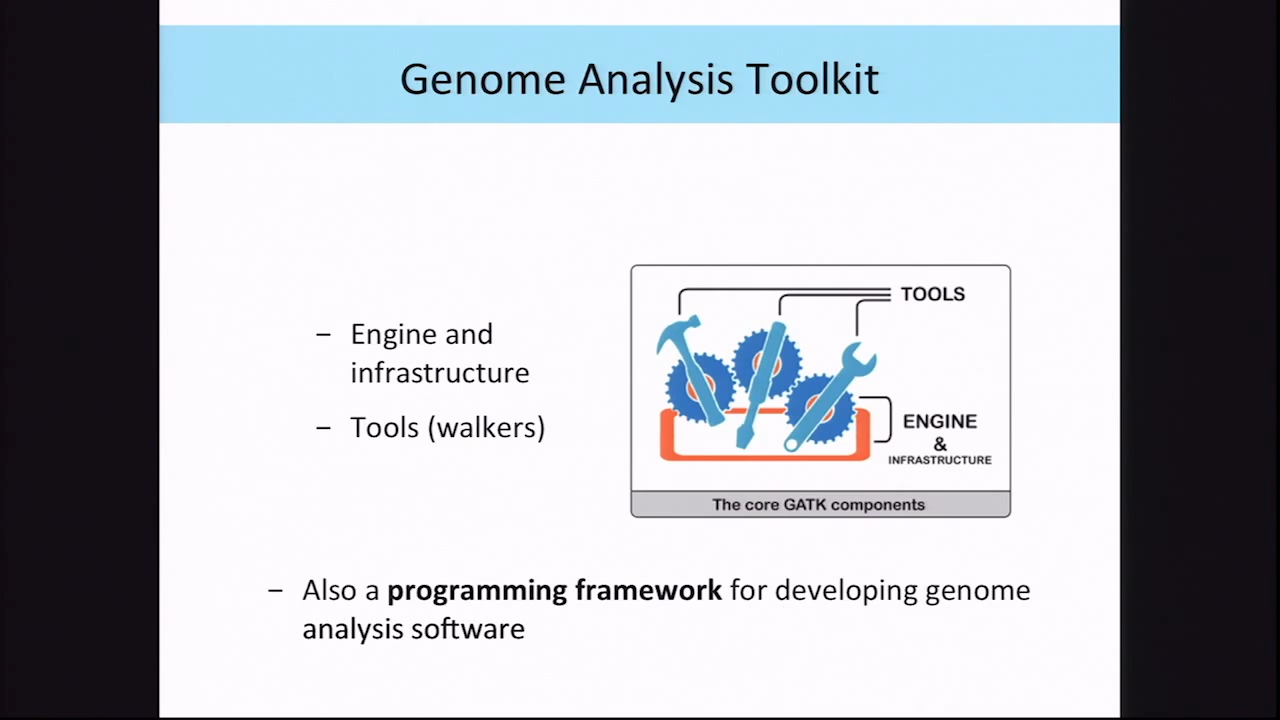 Genome Analysis Toolkit
– Engine and
infrastructure
– Tools (walkers)
TOOLS
ENGINE
&
INFRASTRUCTURE
The core GATK components
– Also a programming framework for developing genome
analysis software